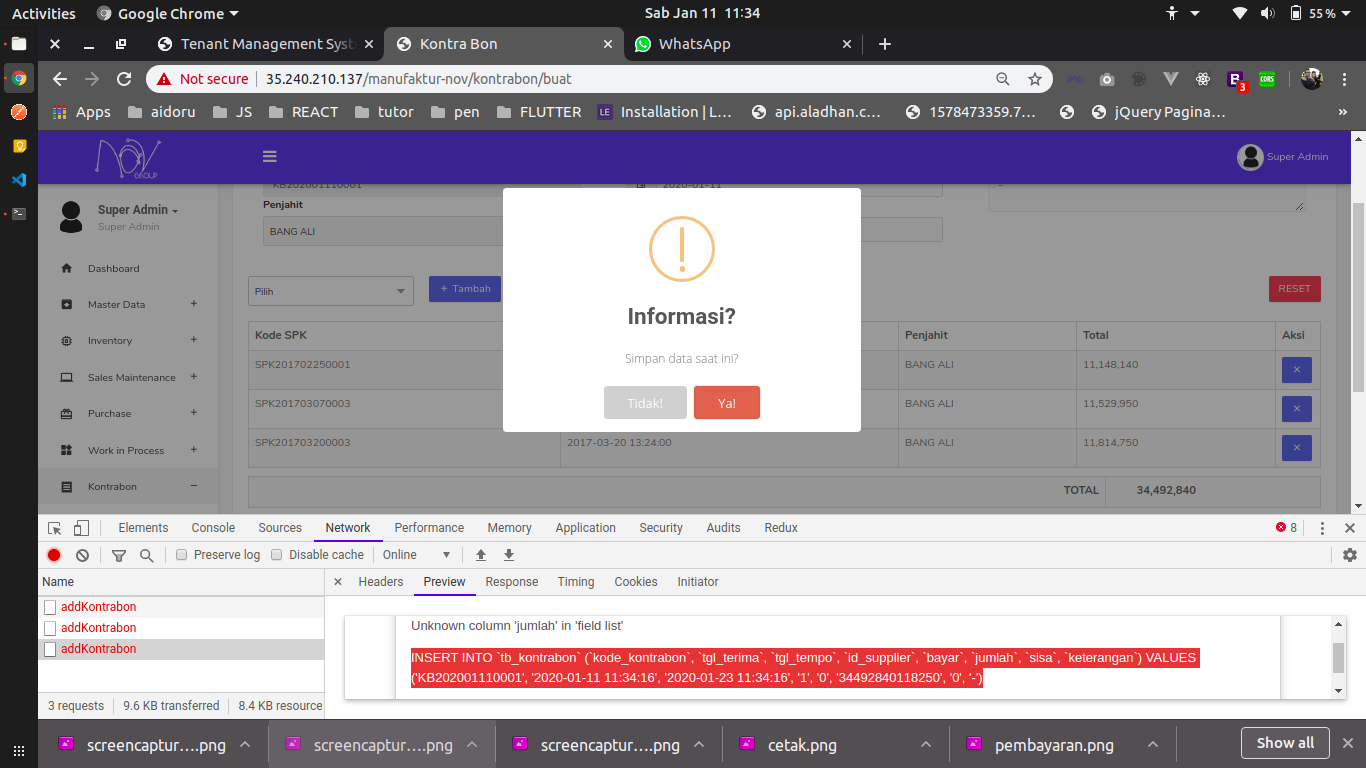 Activities Google Chrome Sab Jan 11 11:34 55%
Tenant Management Syst Kontra Bon WhatsApp
Not secure 35.240.210.137/manufaktur-nov/kontrabon/buat
Apps aidoru JS REACT tutor pen FLUTTER LE Installation | L… api.aladhan.c… 1578473359.7… jQuery Pagina… »
NOV GROUP Super Admin
KB202001110001 2020-01-11 -
Super Admin
Super Admin
Penjahit
BANG ALI
Dashboard
Master Data +
Inventory +
Sales Maintenance +
Purchase +
Work in Process +
Kontrabon −
Pilih + Tambah RESET
Kode SPK Penjahit Total Aksi
SPK201702250001 BANG ALI 11,148,140 ×
SPK201703070003 BANG ALI 11,529,950 ×
SPK201703200003 2017-03-20 13:24:00 BANG ALI 11,814,750 ×
TOTAL 34,492,840
Informasi?
Simpan data saat ini?
Tidak! Ya!
Elements Console Sources Network Performance Memory Application Security Audits Redux 8
Preserve log Disable cache Online
Name Headers Preview Response Timing Cookies Initiator
addKontrabon
addKontrabon
addKontrabon
Unknown column 'jumlah' in 'field list'
INSERT INTO `tb_kontrabon` (`kode_kontrabon`, `tgl_terima`, `tgl_tempo`, `id_supplier`, `bayar`, `jumlah`, `sisa`, `keterangan`) VALUES
('KB202001110001', '2020-01-11 11:34:16', '2020-01-23 11:34:16', '1', '0', '34492840118250', '0', '-')
3 requests 9.6 KB transferred 8.4 KB resource
screencaptur….png screencaptur….png screencaptur….png cetak.png pembayaran.png Show all